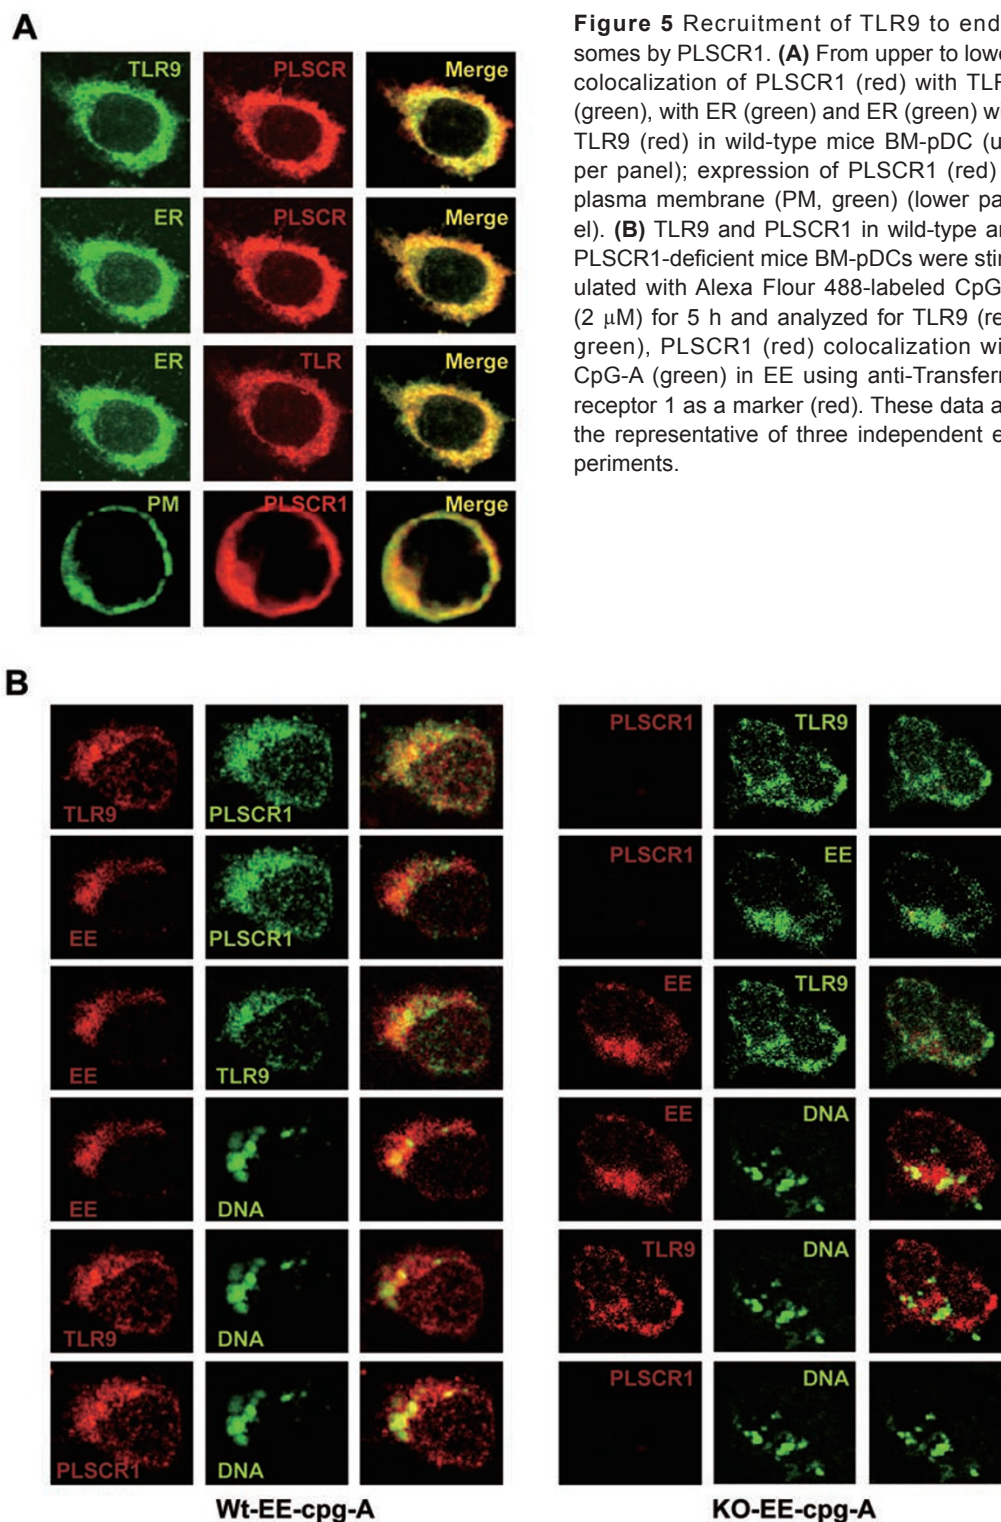 A
TLR9 PLSCR Merge
ER PLSCR Merge
ER TLR Merge
PM PLSCR1 Merge
Figure 5 Recruitment of TLR9 to end
somes by PLSCR1. (A) From upper to lowe
colocalization of PLSCR1 (red) with TLR
(green), with ER (green) and ER (green) w
TLR9 (red) in wild-type mice BM-pDC (u
per panel); expression of PLSCR1 (red)
plasma membrane (PM, green) (lower pa
el). (B) TLR9 and PLSCR1 in wild-type a
PLSCR1-deficient mice BM-pDCs were stim
ulated with Alexa Flour 488-labeled CpG
(2 μM) for 5 h and analyzed for TLR9 (re
green), PLSCR1 (red) colocalization wi
CpG-A (green) in EE using anti-Transferr
receptor 1 as a marker (red). These data a
the representative of three independent e
periments.
B
TLR9 PLSCR1
EE PLSCR1
EE TLR9
EE DNA
TLR9 DNA
PLSCR1 DNA
Wt-EE-cpg-A
PLSCR1 TLR9
PLSCR1 EE
EE TLR9
EE DNA
TLR9 DNA
PLSCR1 DNA
KO-EE-cpg-A